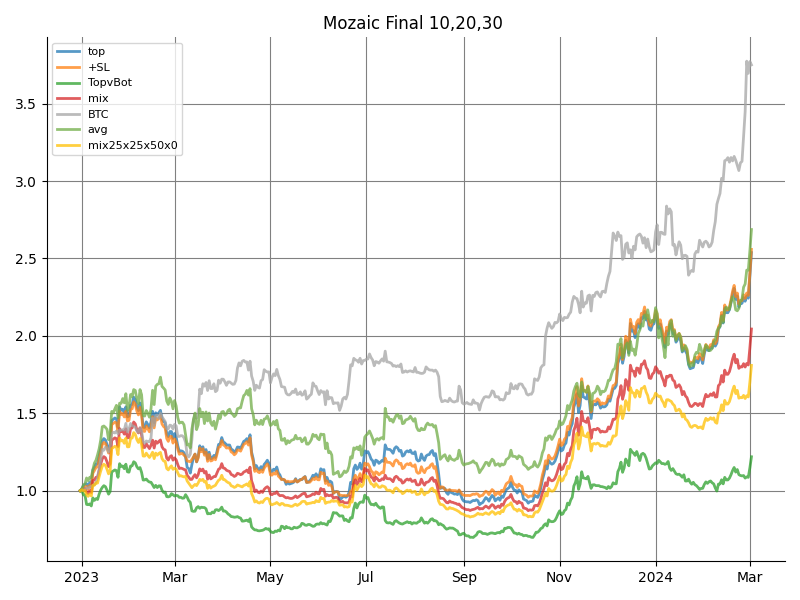 Mozaic Final 10,20,30
top
+SL
TopvBot
mix
BTC
avg
mix25x25x50x0
3.5
3.0
2.5
2.0
1.5
1.0
2023 Mar May Jul Sep Nov 2024 Mar